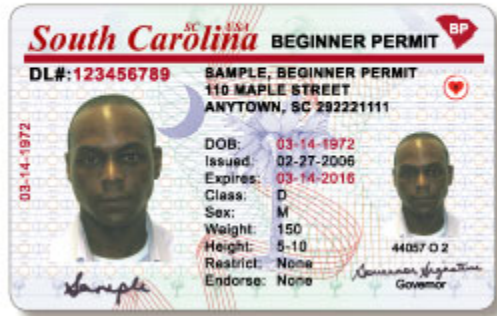 South Carolina SC USA BEGINNER PERMIT BP
DL#:123456789
SAMPLE, BEGINNER PERMIT
110 MAPLE STREET
ANYTOWN, SC 292221111
03-14-1972
DOB: 03-14-1972
Issued: 02-27-2006
Expires: 03-14-2016
Class: D
Sex: M
Weight: 150
Height: 5-10
Restrict: None
Endorse: None
44057 O 2
Sample
Governor Signature
Governor